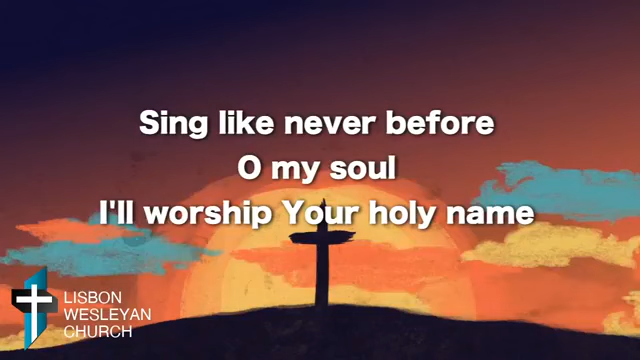 Sing like never before
O my soul
I'll worship Your holy name
LISBON
WESLEYAN
CHURCH